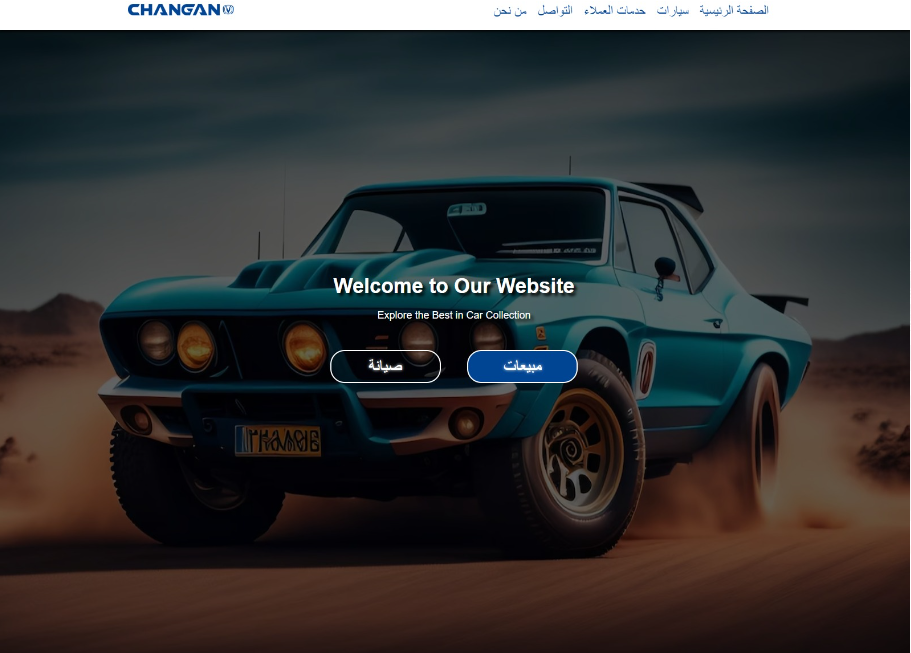 CHANGAN
الصفحة الرئيسية سيارات خدمات العملاء التواصل من نحن
Welcome to Our Website
Explore the Best in Car Collection
مبيعات
صيانة